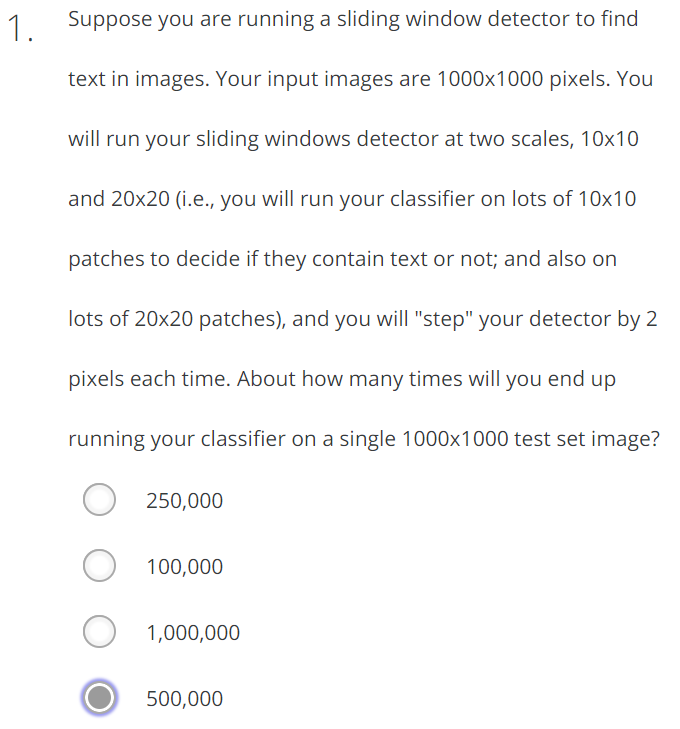 1. Suppose you are running a sliding window detector to find
text in images. Your input images are 1000x1000 pixels. You
will run your sliding windows detector at two scales, 10x10
and 20x20 (i.e., you will run your classifier on lots of 10x10
patches to decide if they contain text or not; and also on
lots of 20x20 patches), and you will "step" your detector by 2
pixels each time. About how many times will you end up
running your classifier on a single 1000x1000 test set image?
250,000
100,000
1,000,000
500,000